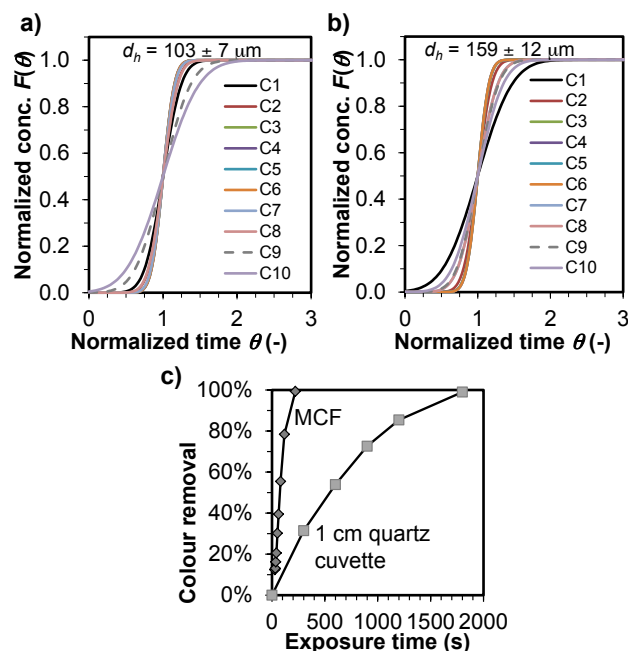 a)
d_h = 103 ± 7 μm
Normalized conc. F(θ)
1.0
0.8
0.6
0.4
0.2
0.0
C1
C2
C3
C4
C5
C6
C7
C8
C9
C10
0 1 2 3
Normalized time θ (-)
b)
d_h = 159 ± 12 μm
Normalized conc. F(θ)
1.0
0.8
0.6
0.4
0.2
0.0
C1
C2
C3
C4
C5
C6
C7
C8
C9
C10
0 1 2 3
Normalized time θ (-)
c)
Colour removal
100%
80%
60%
40%
20%
0%
MCF
1 cm quartz
cuvette
0 500 1000 1500 2000
Exposure time (s)